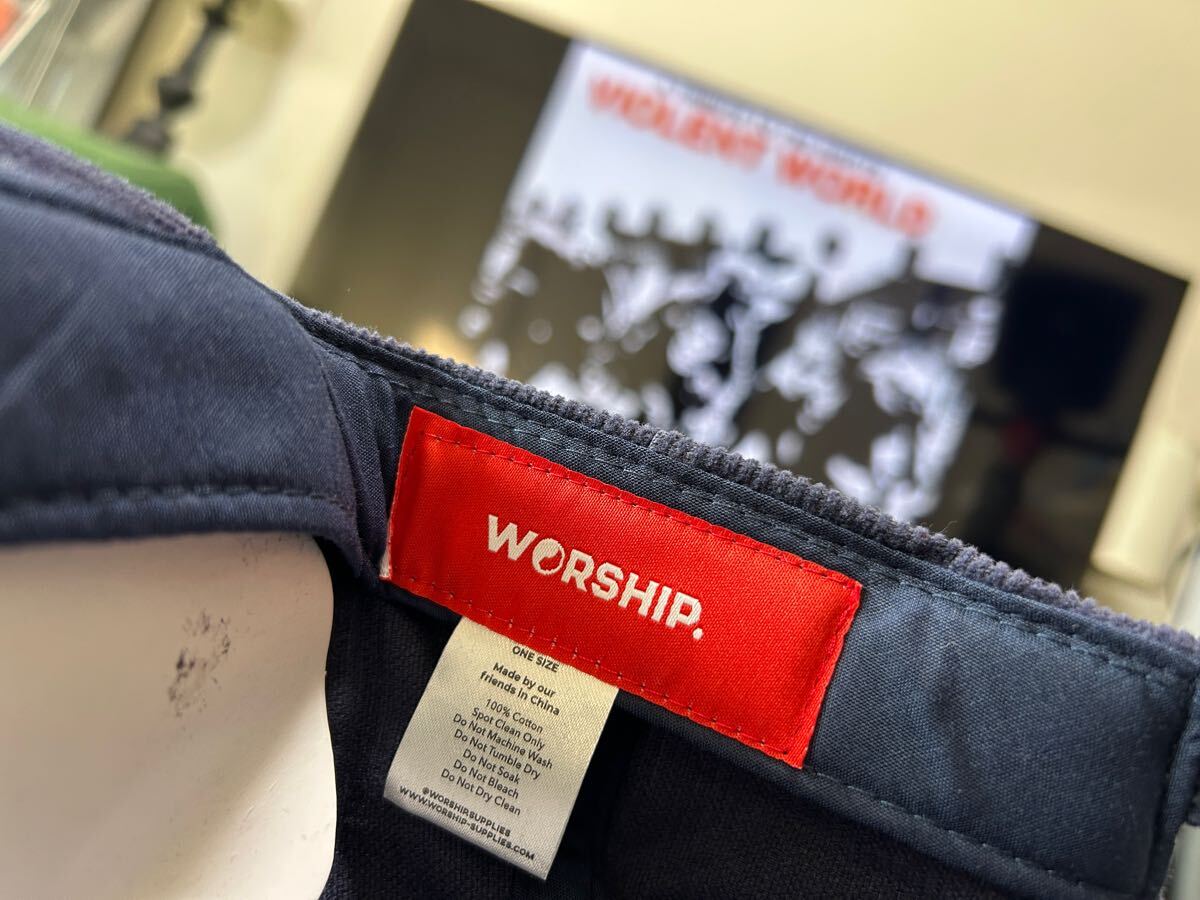 VIOLENT WORLD
WORSHIP.
ONE SIZE
Made by our
friends in China
100% Cotton
Spot Clean Only
Do Not Machine Wash
Do Not Tumble Dry
Do Not Soak
Do Not Bleach
Do Not Dry Clean
@WORSHIPSUPPLIES
WWW.WORSHIP-SUPPLIES.COM